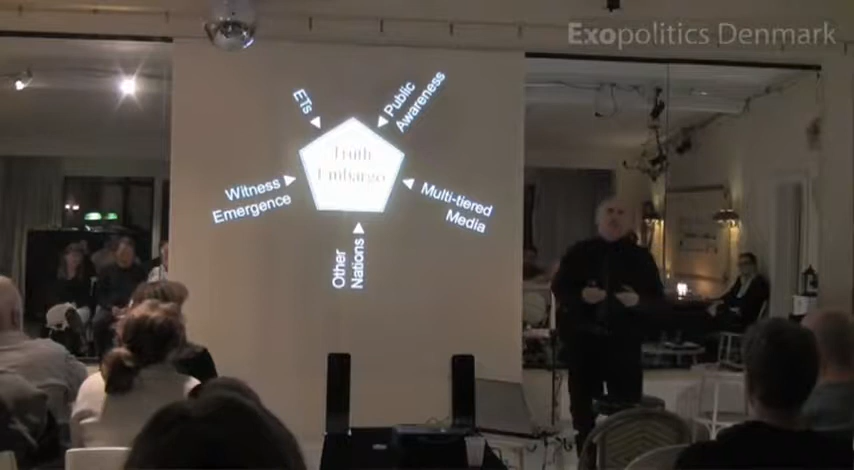 Exopolitics Denmark
ETs
Public
Awareness
Truth
Embargo
Witness
Emergence
Multi-tiered
Media
Other
Nations